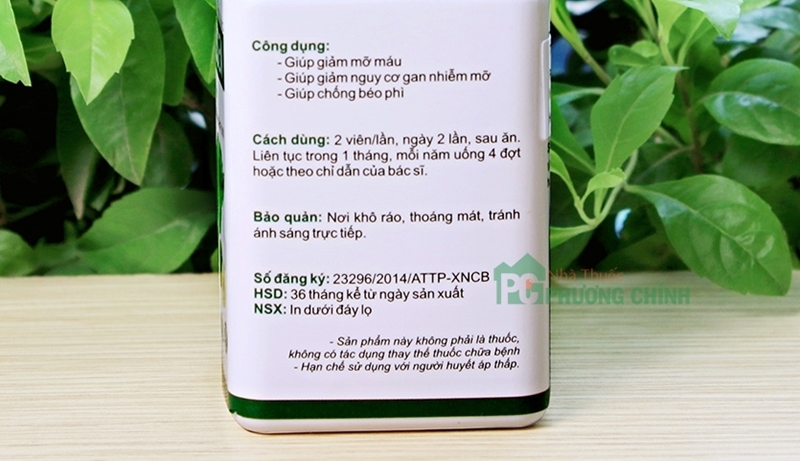 Công dụng:
- Giúp giảm mỡ máu
- Giúp giảm nguy cơ gan nhiễm mỡ
- Giúp chống béo phì
Cách dùng: 2 viên/lần, ngày 2 lần, sau ăn.
Liên tục trong 1 tháng, mỗi năm uống 4 đợt
hoặc theo chỉ dẫn của bác sĩ.
Bảo quản: Nơi khô ráo, thoáng mát, tránh
ánh sáng trực tiếp.
Số đăng ký: 23296/2014/ATTP-XNCB
HSD: 36 tháng kể từ ngày sản xuất
NSX: In dưới đáy lọ
- Sản phẩm này không phải là thuốc,
không có tác dụng thay thế thuốc chữa bệnh
- Hạn chế sử dụng với người huyết áp thấp.
PC Nhà Thuốc
PHƯƠNG CHÍNH